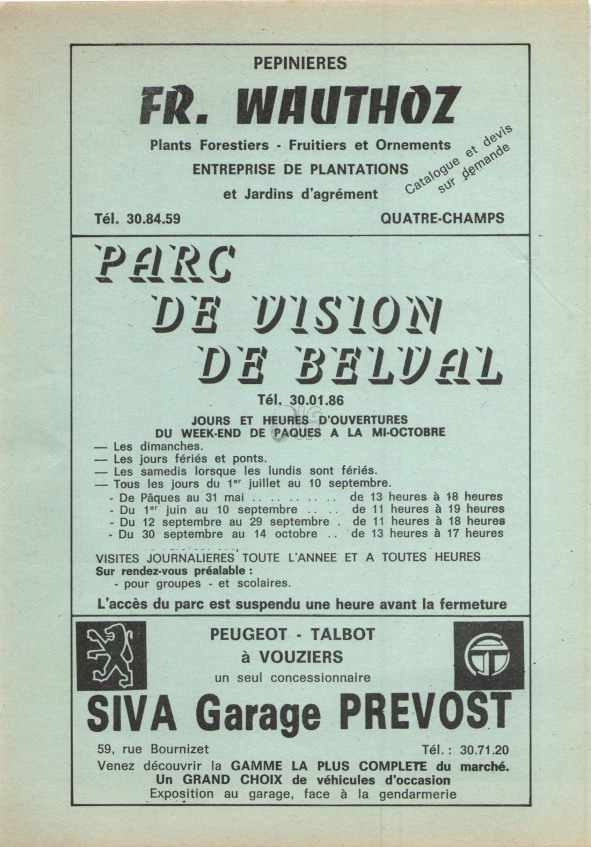 PEPINIERES
FR. WAUTHOZ
Plants Forestiers - Fruitiers et Ornements
ENTREPRISE DE PLANTATIONS
et Jardins d'agrément
Catalogue et devis
sur demande
Tél. 30.84.59 QUATRE-CHAMPS
PARC
DE VISION
DE BELVAL
Tél. 30.01.86
JOURS ET HEURES D'OUVERTURES
DU WEEK-END DE PAQUES A LA MI-OCTOBRE
— Les dimanches.
— Les jours fériés et ponts.
— Les samedis lorsque les lundis sont fériés.
— Tous les jours du 1er juillet au 10 septembre.
- De Pâques au 31 mai .. .. .. .. .. de 13 heures à 18 heures
- Du 1er juin au 10 septembre .. .. de 11 heures à 19 heures
- Du 12 septembre au 29 septembre . de 11 heures à 18 heures
- Du 30 septembre au 14 octobre .. de 13 heures à 17 heures
VISITES JOURNALIERES TOUTE L'ANNEE ET A TOUTES HEURES
Sur rendez-vous préalable :
- pour groupes - et scolaires.
L'accès du parc est suspendu une heure avant la fermeture
PEUGEOT - TALBOT
à VOUZIERS
un seul concessionnaire
SIVA Garage PREVOST
59, rue Bournizet Tél. : 30.71.20
Venez découvrir la GAMME LA PLUS COMPLETE du marché.
Un GRAND CHOIX de véhicules d'occasion
Exposition au garage, face à la gendarmerie